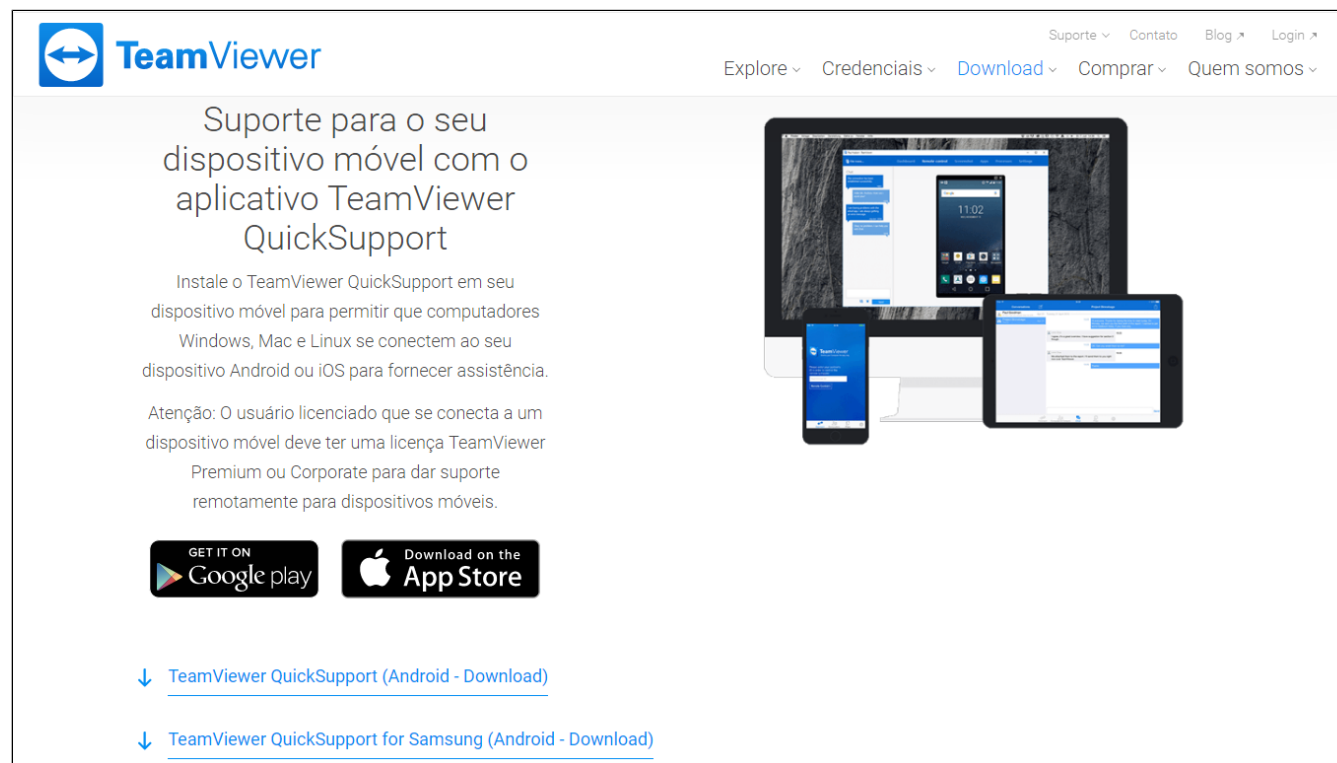 TeamViewer
Suporte Contato Blog Login
Explore Credenciais Download Comprar Quem somos
Suporte para o seu
dispositivo móvel com o
aplicativo TeamViewer
QuickSupport
Instale o TeamViewer QuickSupport em seu
dispositivo móvel para permitir que computadores
Windows, Mac e Linux se conectem ao seu
dispositivo Android ou iOS para fornecer assistência.
Atenção: O usuário licenciado que se conecta a um
dispositivo móvel deve ter uma licença TeamViewer
Premium ou Corporate para dar suporte
remotamente para dispositivos móveis.
GET IT ON
Google play
Download on the
App Store
TeamViewer QuickSupport (Android - Download)
TeamViewer QuickSupport for Samsung (Android - Download)
11:02
TeamViewer